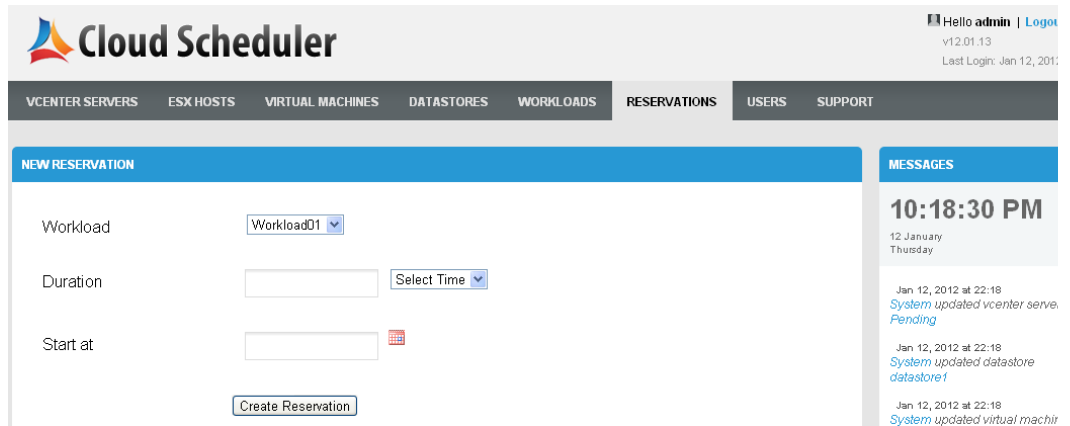 Cloud Scheduler
Hello admin | Logou
v12.01.13
Last Login: Jan 12, 201
VCENTER SERVERS ESX HOSTS VIRTUAL MACHINES DATASTORES WORKLOADS RESERVATIONS USERS SUPPORT
NEW RESERVATION
Workload Workload01
Duration Select Time
Start at
Create Reservation
MESSAGES
10:18:30 PM
12 January
Thursday
Jan 12, 2012 at 22:18
System updated vcenter serve
Pending
Jan 12, 2012 at 22:18
System updated datastore
datastore1
Jan 12, 2012 at 22:18
System updated virtual machin